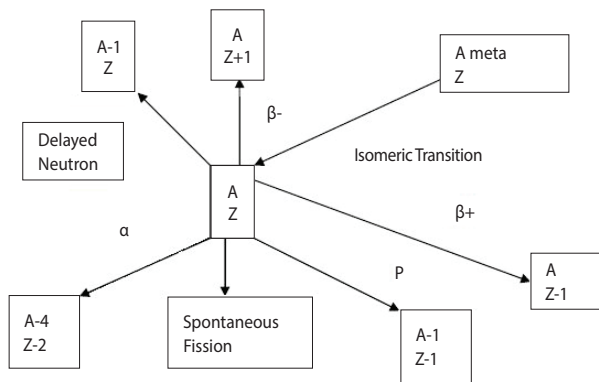 A-1
Z
A
Z+1
A meta
Z
β-
Delayed
Neutron
Isomeric Transition
A
Z
β+
α
P
A
Z-1
A-4
Z-2
Spontaneous
Fission
A-1
Z-1